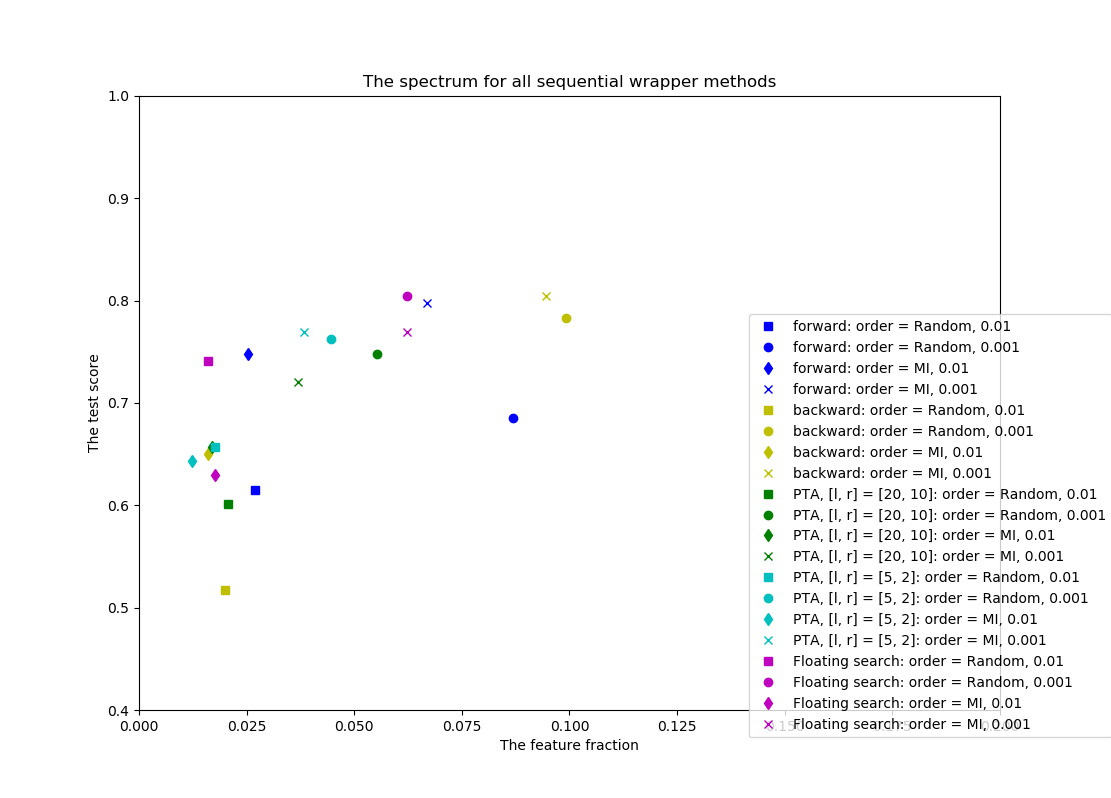 The spectrum for all sequential wrapper methods
1.0
0.9
0.8
0.7
0.6
0.5
0.4
The test score
forward: order = Random, 0.01
forward: order = Random, 0.001
forward: order = MI, 0.01
forward: order = MI, 0.001
backward: order = Random, 0.01
backward: order = Random, 0.001
backward: order = MI, 0.01
backward: order = MI, 0.001
PTA, [l, r] = [20, 10]: order = Random, 0.01
PTA, [l, r] = [20, 10]: order = Random, 0.001
PTA, [l, r] = [20, 10]: order = MI, 0.01
PTA, [l, r] = [20, 10]: order = MI, 0.001
PTA, [l, r] = [5, 2]: order = Random, 0.01
PTA, [l, r] = [5, 2]: order = Random, 0.001
PTA, [l, r] = [5, 2]: order = MI, 0.01
PTA, [l, r] = [5, 2]: order = MI, 0.001
Floating search: order = Random, 0.01
Floating search: order = Random, 0.001
Floating search: order = MI, 0.01
Floating search: order = MI, 0.001
0.000 0.025 0.050 0.075 0.100 0.125 0.150 0.175 0.200
The feature fraction